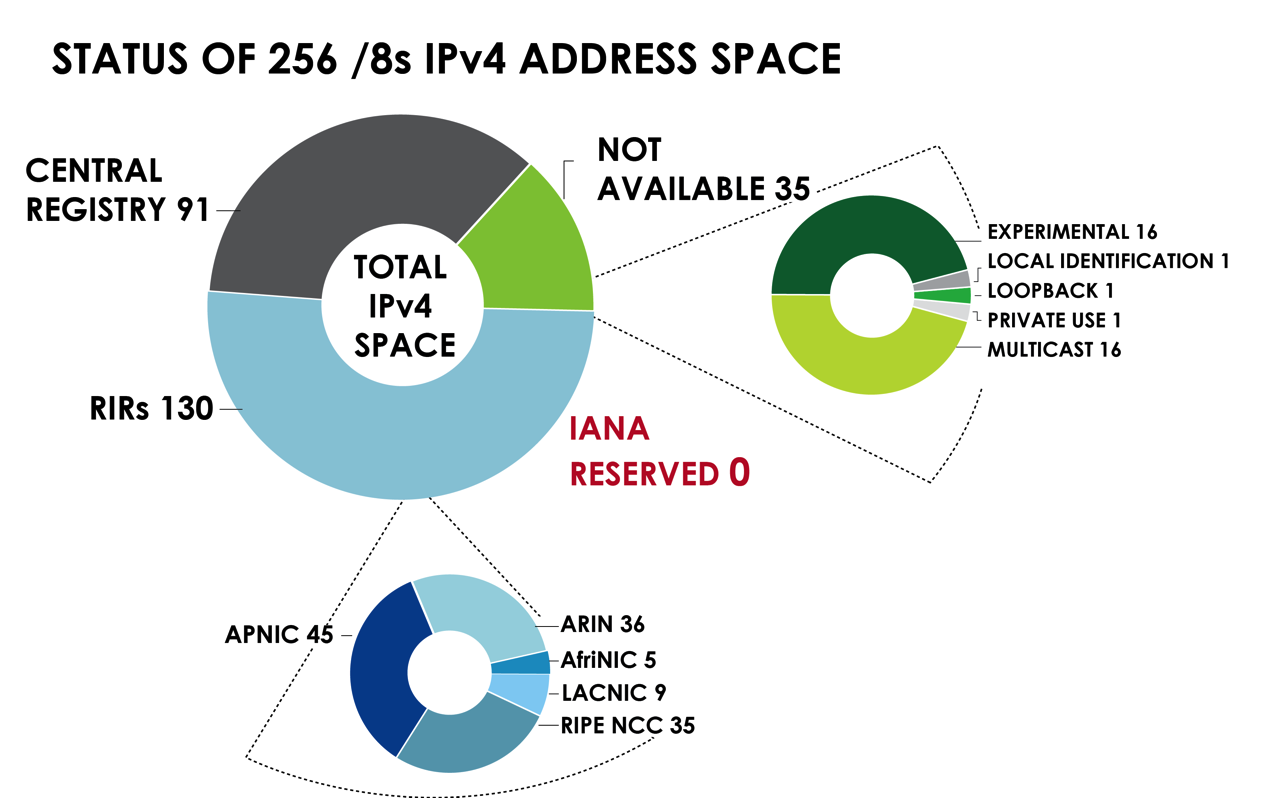 STATUS OF 256 /8s IPv4 ADDRESS SPACE
CENTRAL
REGISTRY 91
NOT
AVAILABLE 35
TOTAL
IPv4
SPACE
RIRs 130
IANA
RESERVED 0
EXPERIMENTAL 16
LOCAL IDENTIFICATION 1
LOOPBACK 1
PRIVATE USE 1
MULTICAST 16
APNIC 45
ARIN 36
AfriNIC 5
LACNIC 9
RIPE NCC 35